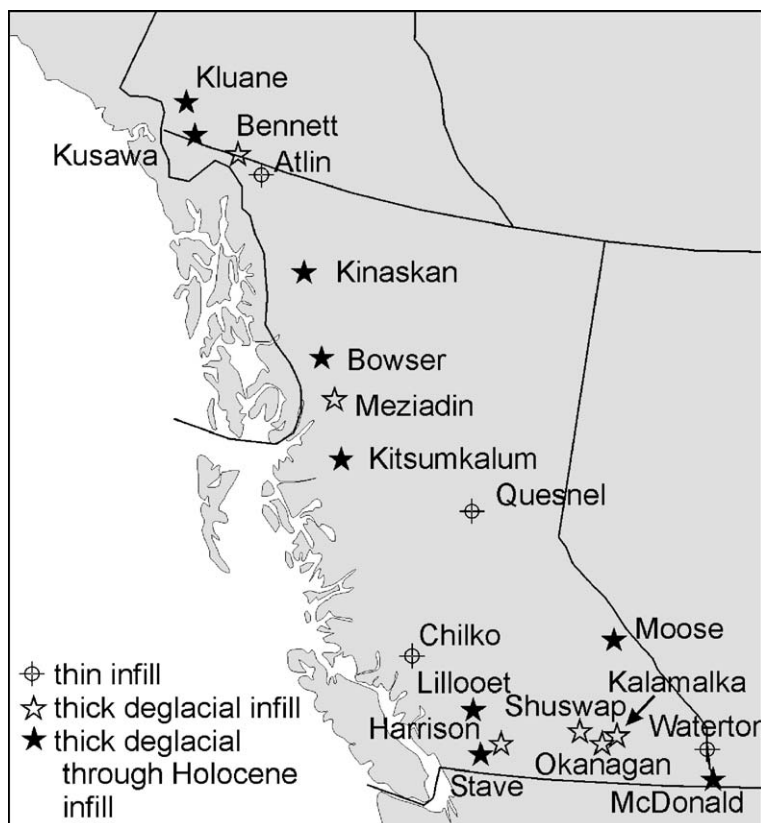 Kluane
Bennett
Kusawa
Atlin
Kinaskan
Bowser
Meziadin
Kitsumkalum
Quesnel
Chilko
Moose
thin infill
Lillooet
Kalamalka
thick deglacial infill
Shuswap
Harrison
Waterton
thick deglacial
through Holocene
infill
Okanagan
Stave
McDonald